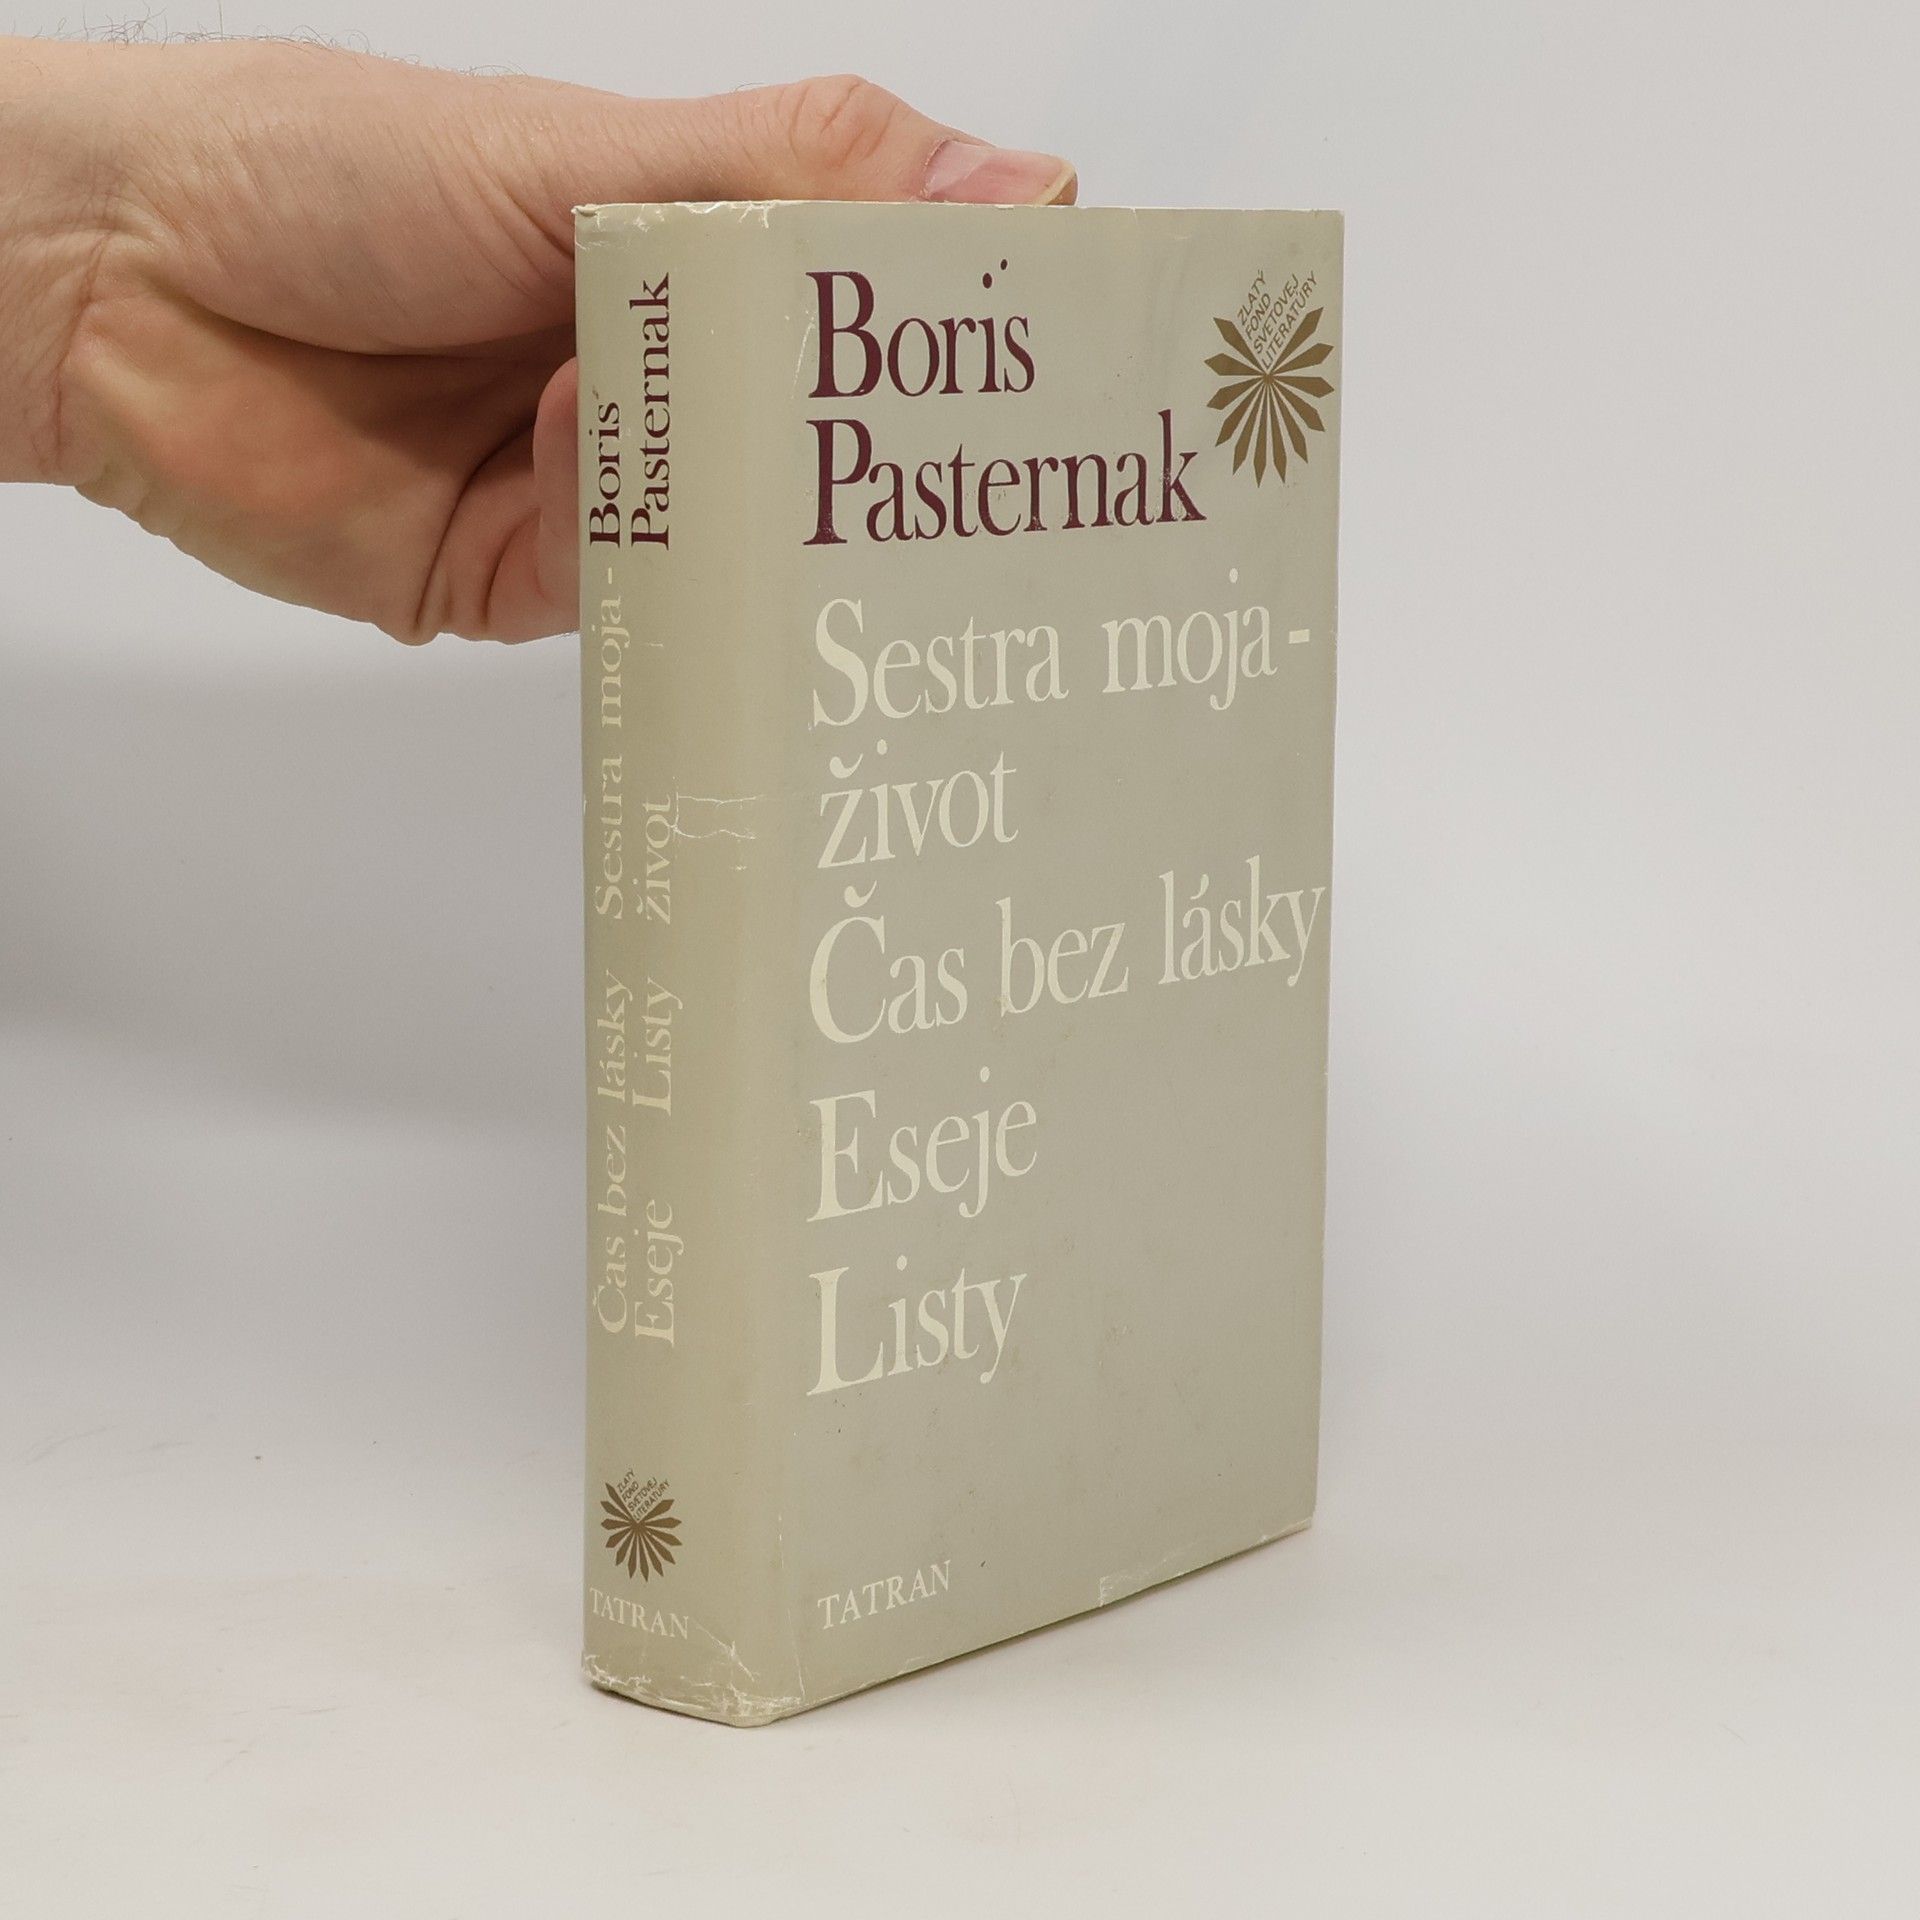 Boris
Pasternak
Sestra moja -
život
Čas bez lásky
Eseje
Listy
TATRAN
ZLATÝ
FOND
SVETOVEJ
LITERATÚRY
Boris
Pasternak
Sestra moja -
život
Čas bez lásky
Eseje Listy
ZLATÝ
FOND
SVETOVEJ
LITERATÚRY
TATRAN